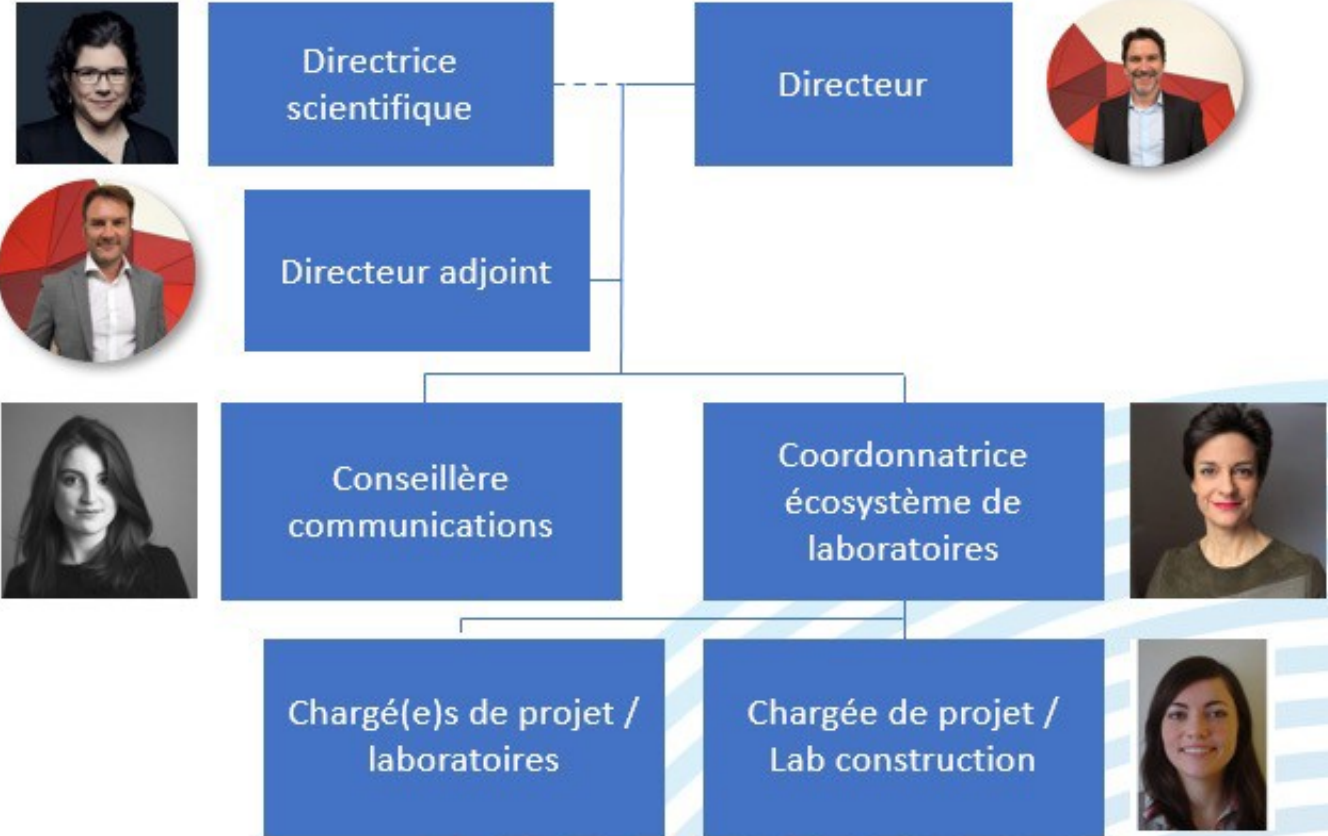 Directrice
scientifique
Directeur
Directeur adjoint
Conseillère
communications
Coordonnatrice
écosystème de
laboratoires
Chargé(e)s de projet /
laboratoires
Chargée de projet /
Lab construction